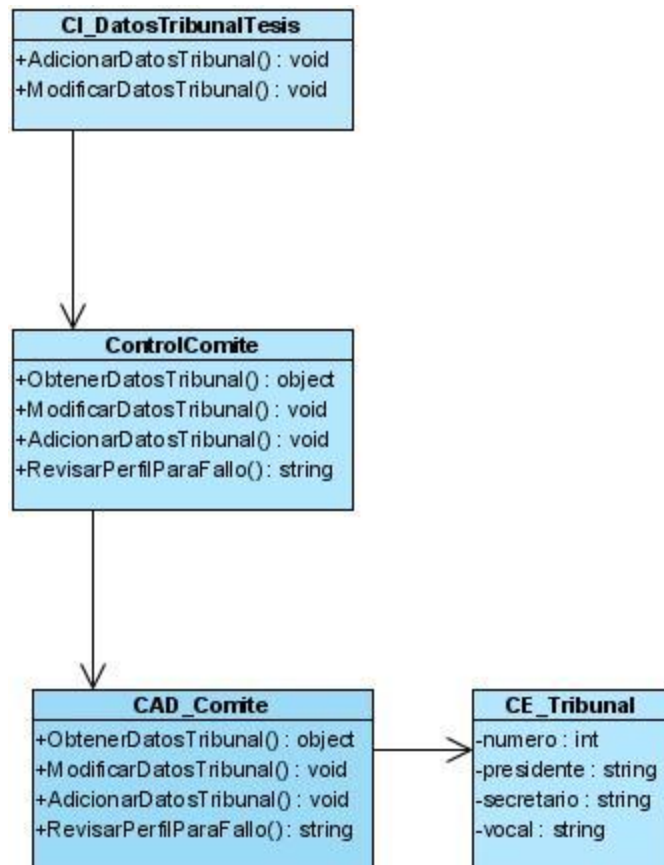 CI_DatosTribunalTesis
+AdicionarDatosTribunal() : void
+ModificarDatosTribunal() : void
ControlComite
+ObtenerDatosTribunal() : object
+ModificarDatosTribunal() : void
+AdicionarDatosTribunal() : void
+RevisarPerfilParaFallo() : string
CAD_Comite
+ObtenerDatosTribunal() : object
+ModificarDatosTribunal() : void
+AdicionarDatosTribunal() : void
+RevisarPerfilParaFallo() : string
CE_Tribunal
-numero : int
-presidente : string
-secretario : string
-vocal : string